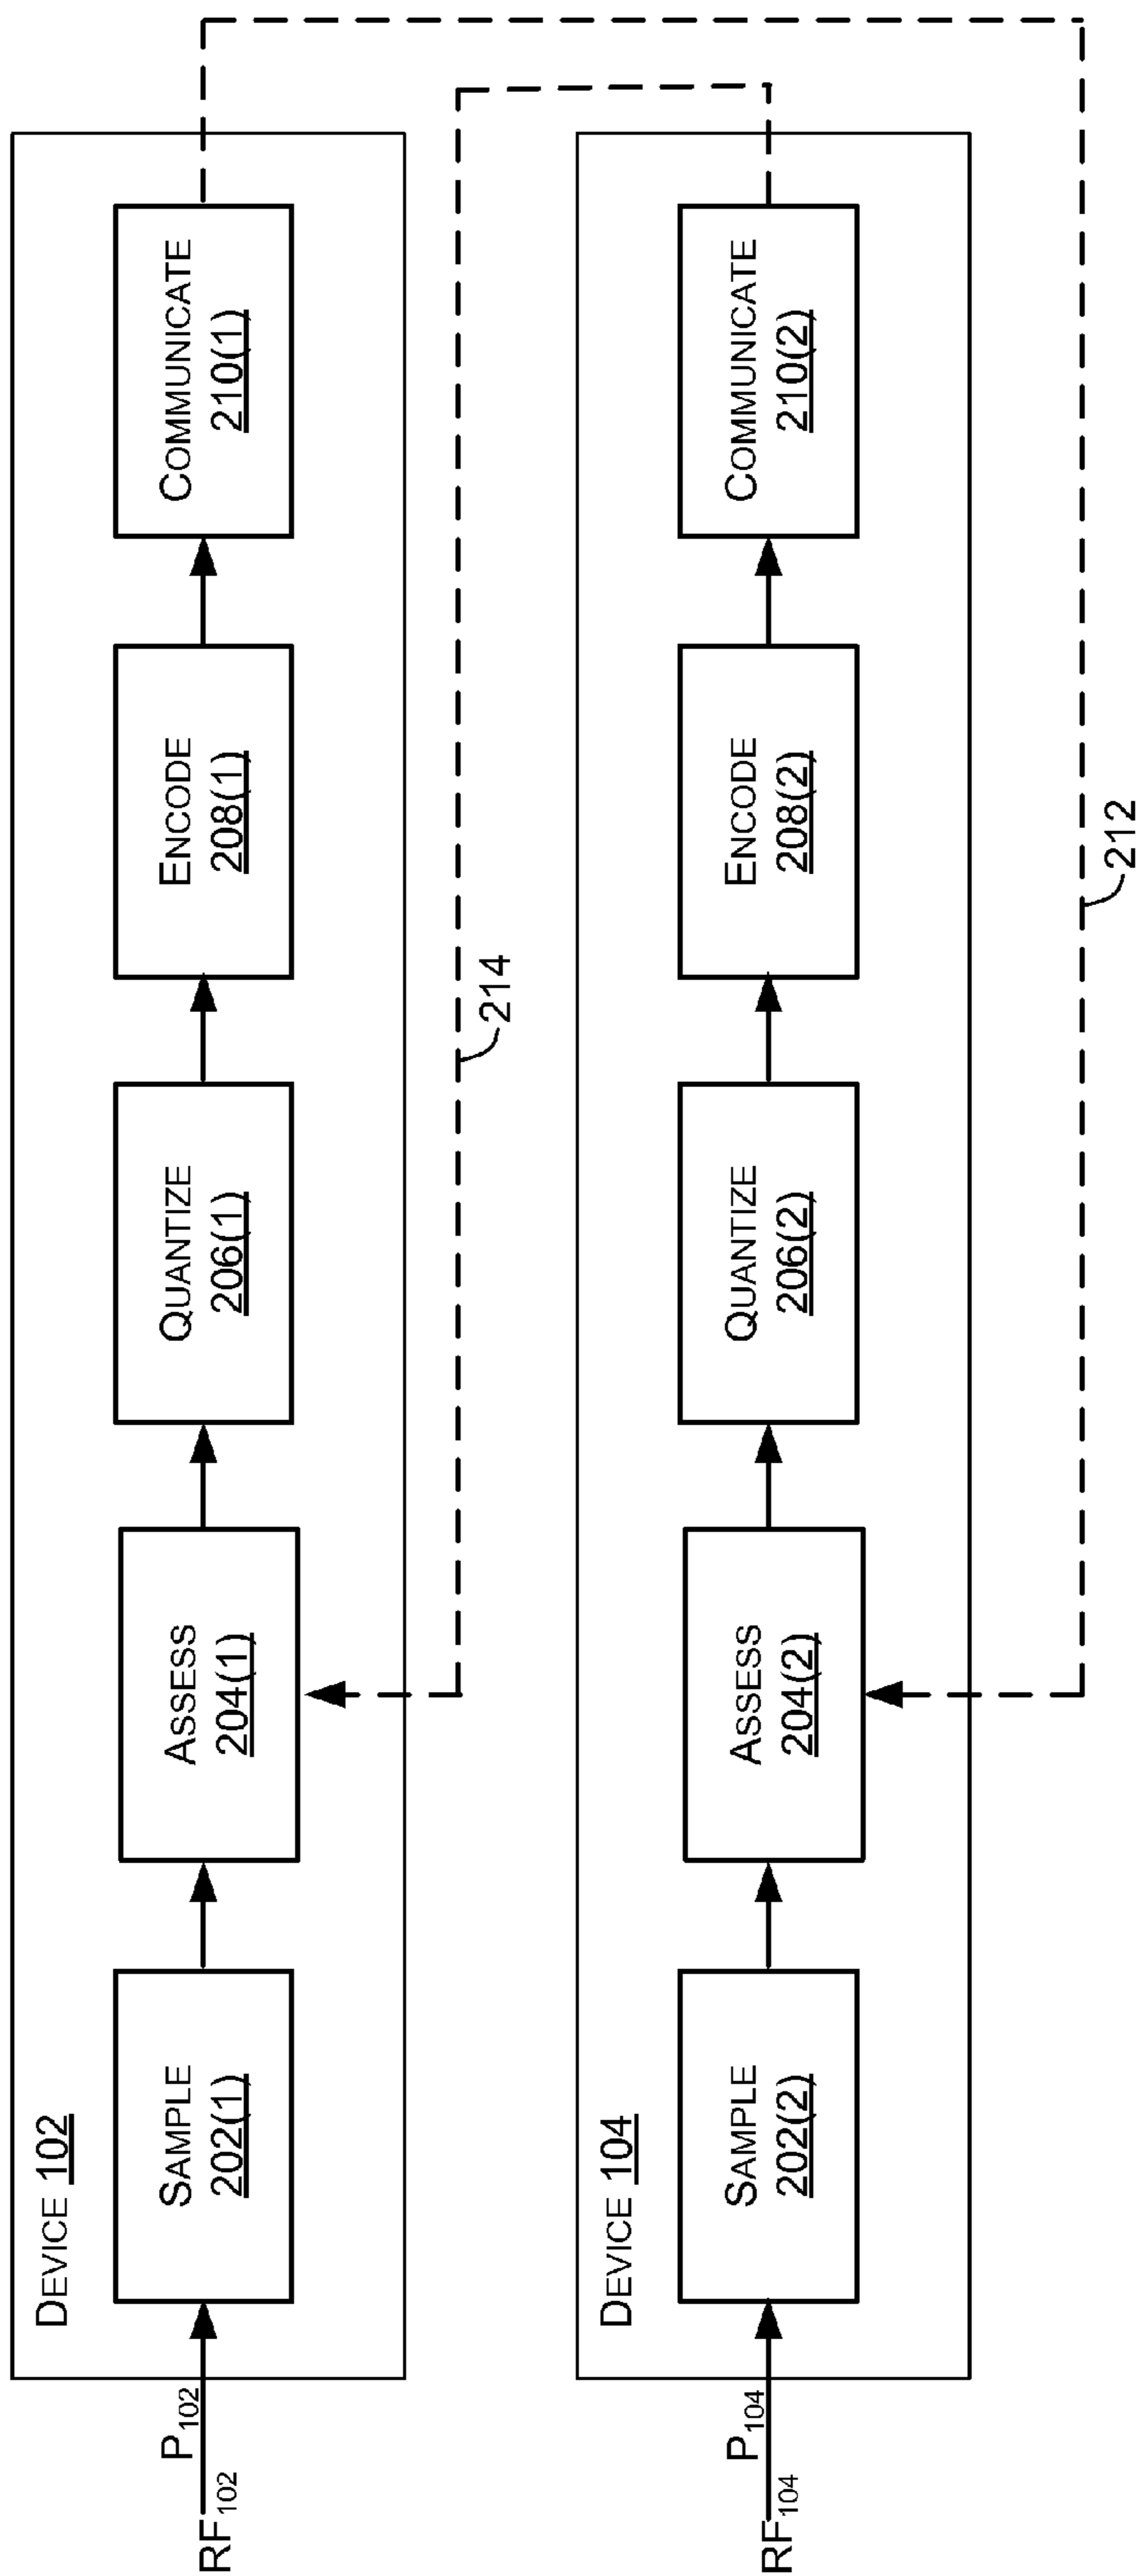 DEVICE 102
P102
RF102
SAMPLE
202(1)
ASSESS
204(1)
QUANTIZE
206(1)
ENCODE
208(1)
COMMUNICATE
210(1)
214
DEVICE 104
P104
RF104
SAMPLE
202(2)
ASSESS
204(2)
QUANTIZE
206(2)
ENCODE
208(2)
COMMUNICATE
210(2)
212